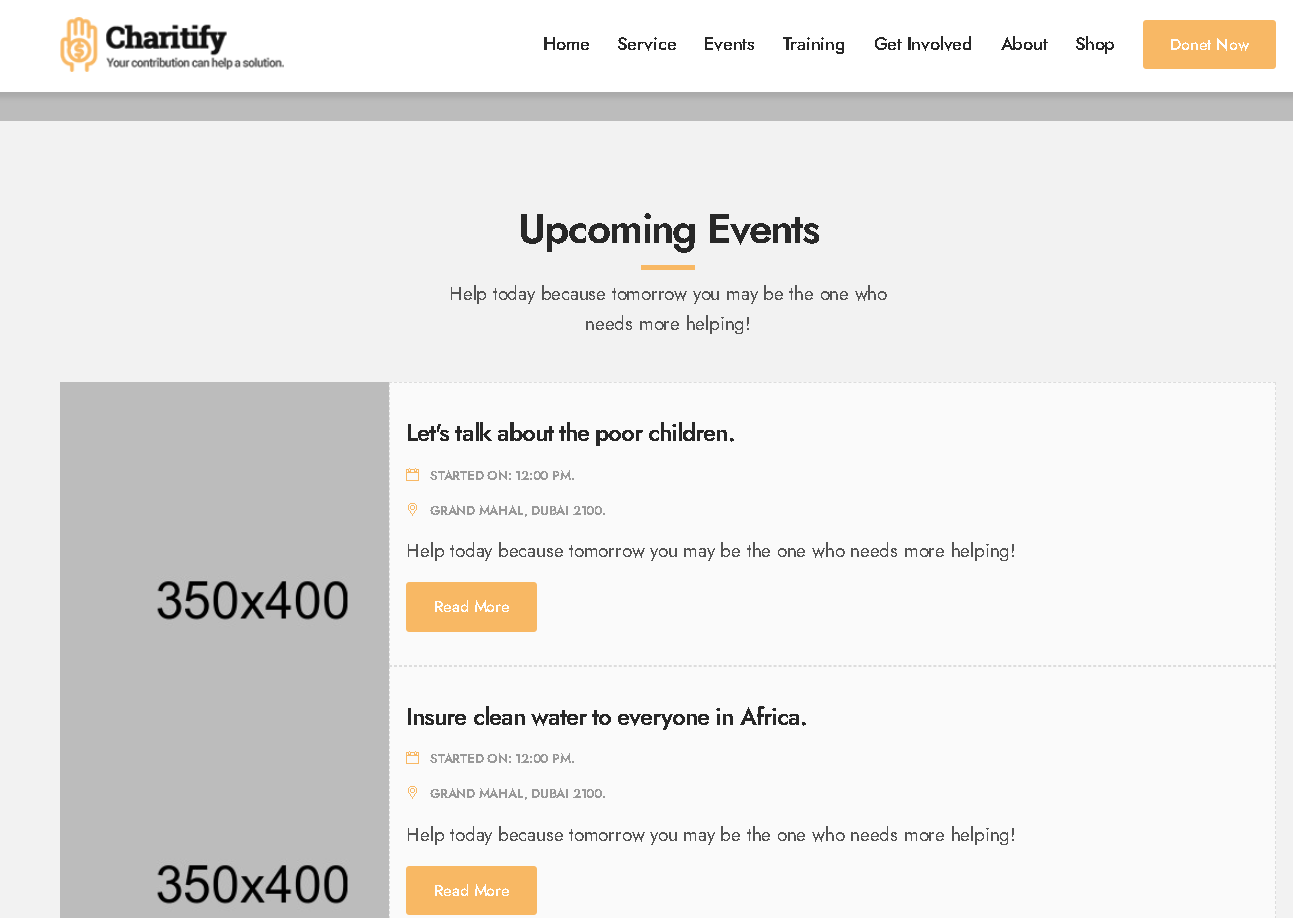 Charitify
Your contribution can help a solution.
Home Service Events Training Get Involved About Shop Donet Now
Upcoming Events
Help today because tomorrow you may be the one who
needs more helping!
350x400
Let's talk about the poor children.
STARTED ON: 12:00 PM.
GRAND MAHAL, DUBAI 2100.
Help today because tomorrow you may be the one who needs more helping!
Read More
350x400
Insure clean water to everyone in Africa.
STARTED ON: 12:00 PM.
GRAND MAHAL, DUBAI 2100.
Help today because tomorrow you may be the one who needs more helping!
Read More